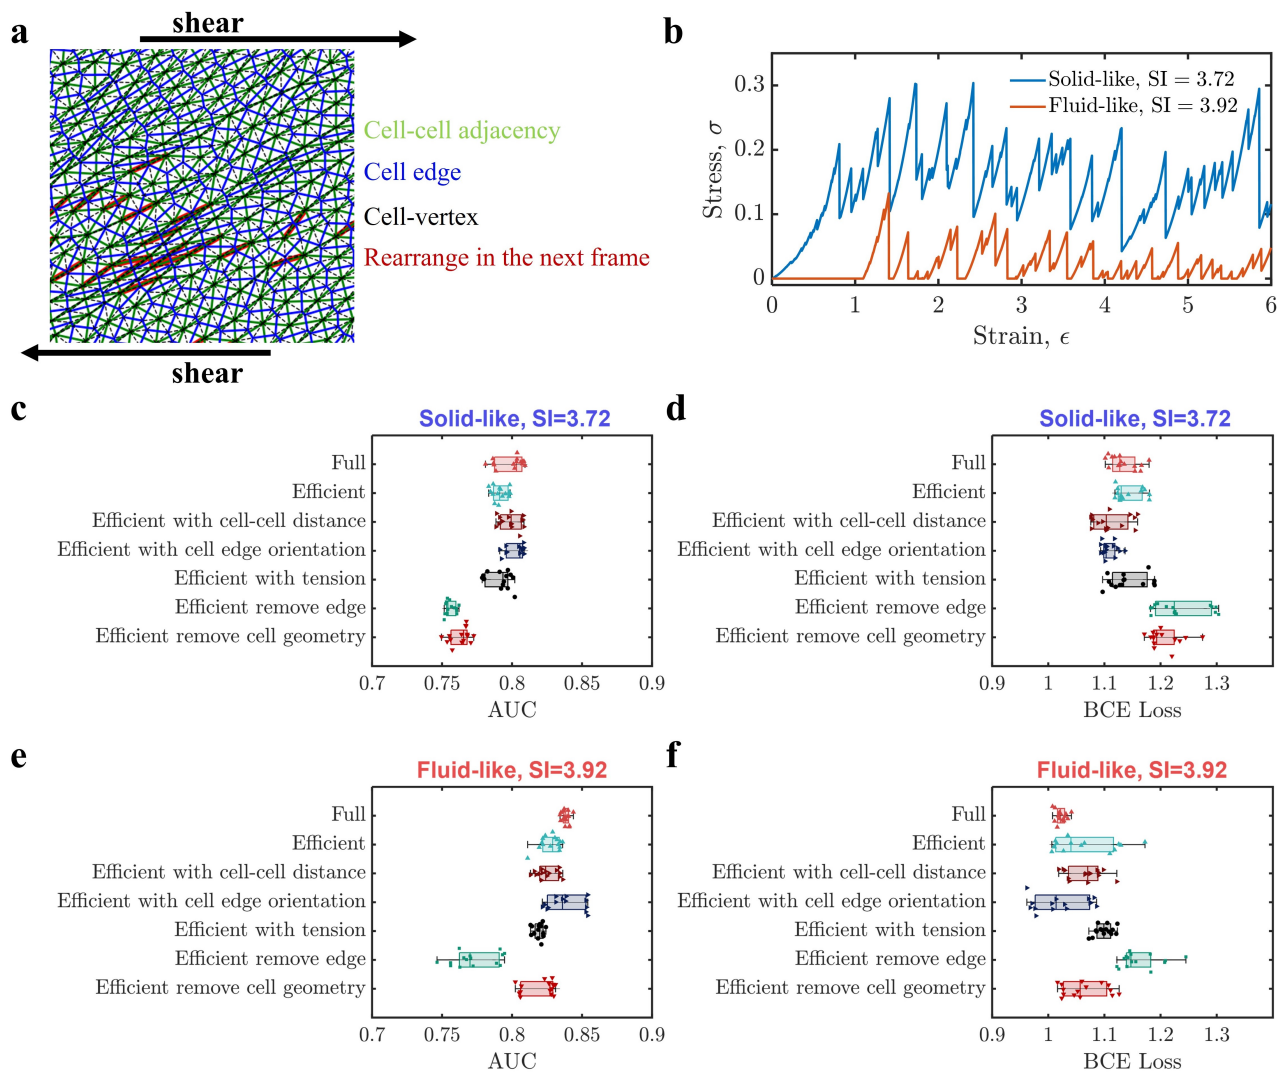 a
shear
Cell-cell adjacency
Cell edge
Cell-vertex
Rearrange in the next frame
shear
b
Stress, σ
0.3
0.2
0.1
0
Solid-like, SI = 3.72
Fluid-like, SI = 3.92
0 1 2 3 4 5 6
Strain, ϵ
c
Solid-like, SI=3.72
Full
Efficient
Efficient with cell-cell distance
Efficient with cell edge orientation
Efficient with tension
Efficient remove edge
Efficient remove cell geometry
0.7 0.75 0.8 0.85 0.9
AUC
d
Solid-like, SI=3.72
Full
Efficient
Efficient with cell-cell distance
Efficient with cell edge orientation
Efficient with tension
Efficient remove edge
Efficient remove cell geometry
0.9 1 1.1 1.2 1.3
BCE Loss
e
Fluid-like, SI=3.92
Full
Efficient
Efficient with cell-cell distance
Efficient with cell edge orientation
Efficient with tension
Efficient remove edge
Efficient remove cell geometry
0.7 0.75 0.8 0.85 0.9
AUC
f
Fluid-like, SI=3.92
Full
Efficient
Efficient with cell-cell distance
Efficient with cell edge orientation
Efficient with tension
Efficient remove edge
Efficient remove cell geometry
0.9 1 1.1 1.2 1.3
BCE Loss